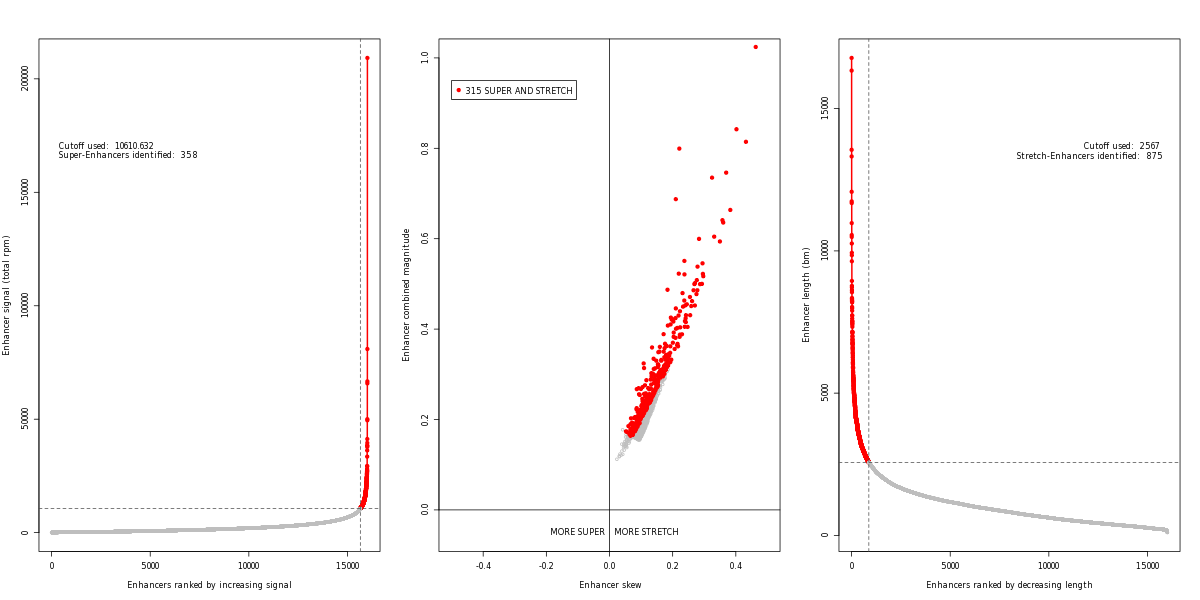 Enhancer signal (total rpm)
200000
150000
100000
50000
0
Cutoff used: 10610.632
Super-Enhancers identified: 358
0
5000
10000
15000
Enhancers ranked by increasing signal
Enhancer combined magnitude
1.0
0.8
0.6
0.4
0.2
0.0
315 SUPER AND STRETCH
MORE SUPER
MORE STRETCH
-0.4
-0.2
0.0
0.2
0.4
Enhancer skew
Enhancer length (bm)
15000
10000
5000
0
Cutoff used: 2567
Stretch-Enhancers identified: 875
0
5000
10000
15000
Enhancers ranked by decreasing length